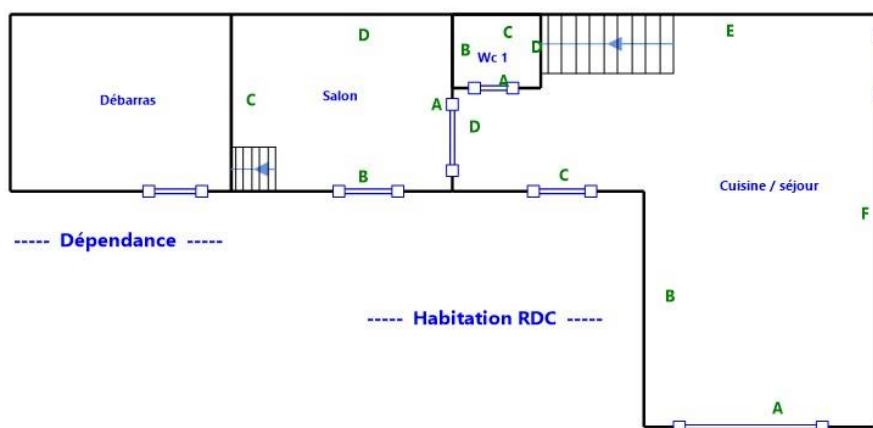 D
C
E
B
D
Wc 1
A
Débarras
C
Salon
A
D
B
C
Cuisine / séjour
F
----- Dépendance -----
B
----- Habitation RDC -----
A